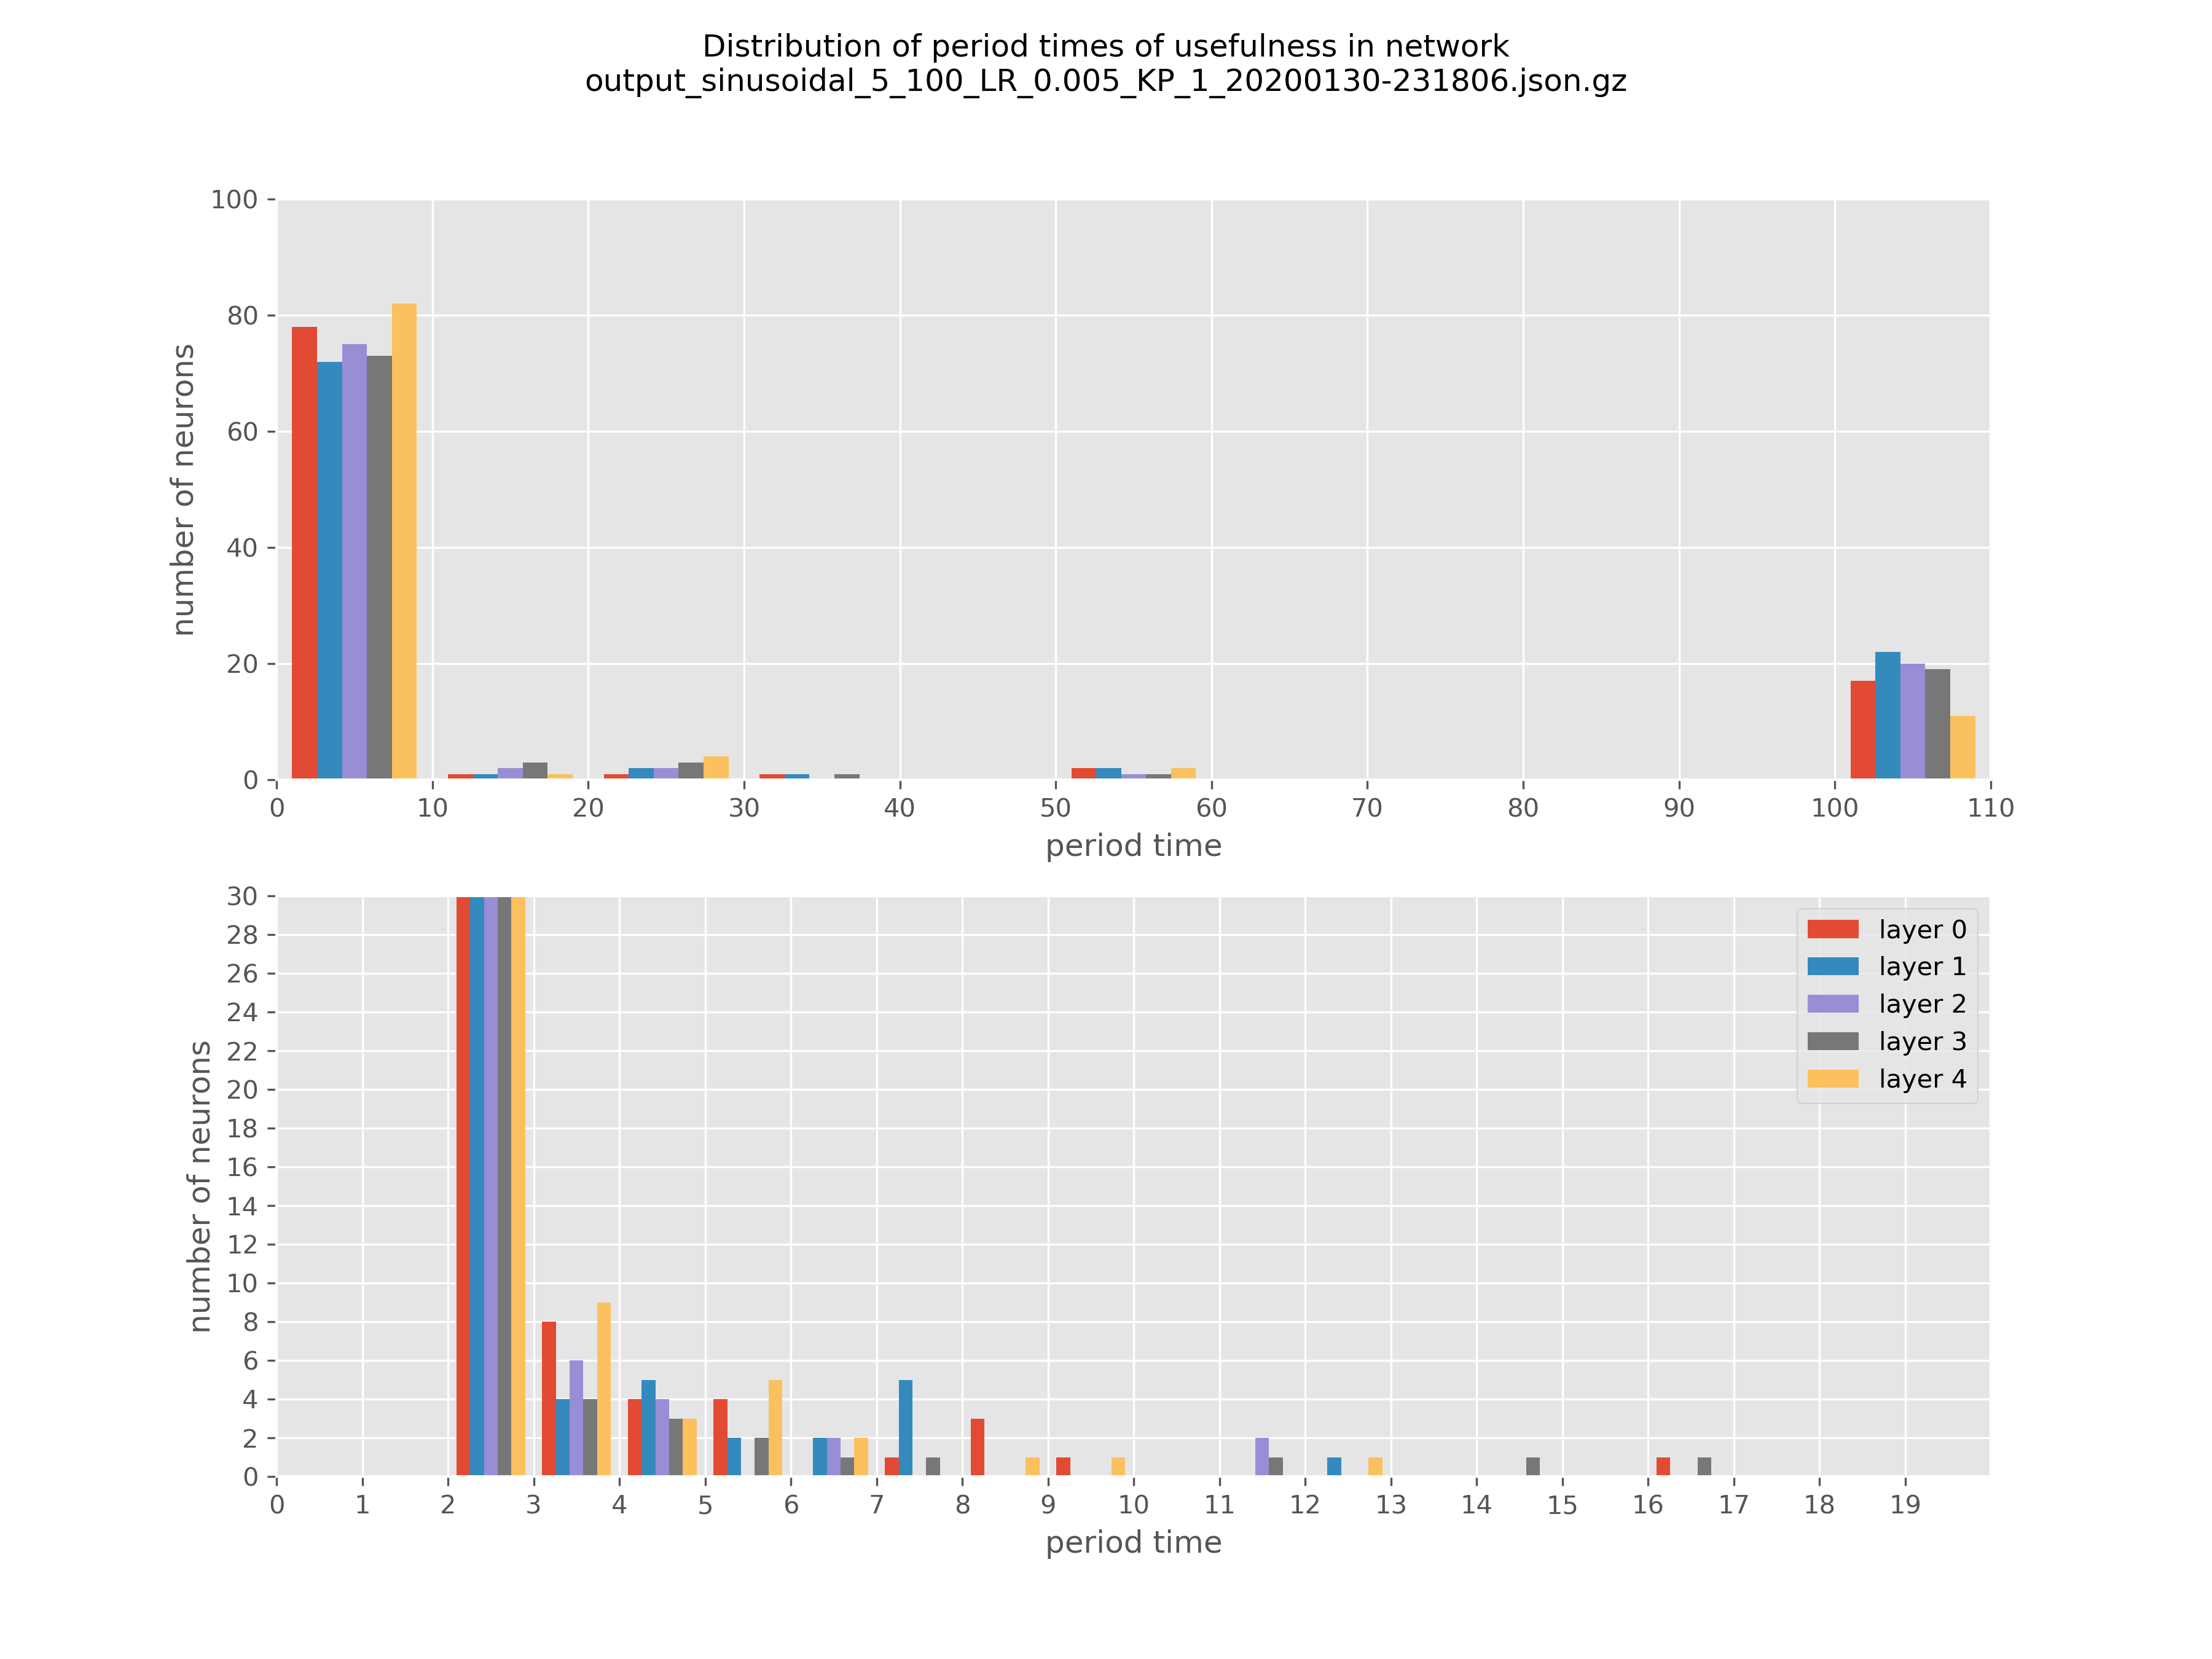 Distribution of period times of usefulness in network
output_sinusoidal_5_100_LR_0.005_KP_1_20200130-231806.json.gz
100
80
60
40
20
0
number of neurons
0 10 20 30 40 50 60 70 80 90 100 110
period time
30
28
26
24
22
20
18
16
14
12
10
8
6
4
2
0
number of neurons
layer 0
layer 1
layer 2
layer 3
layer 4
0 1 2 3 4 5 6 7 8 9 10 11 12 13 14 15 16 17 18 19
period time